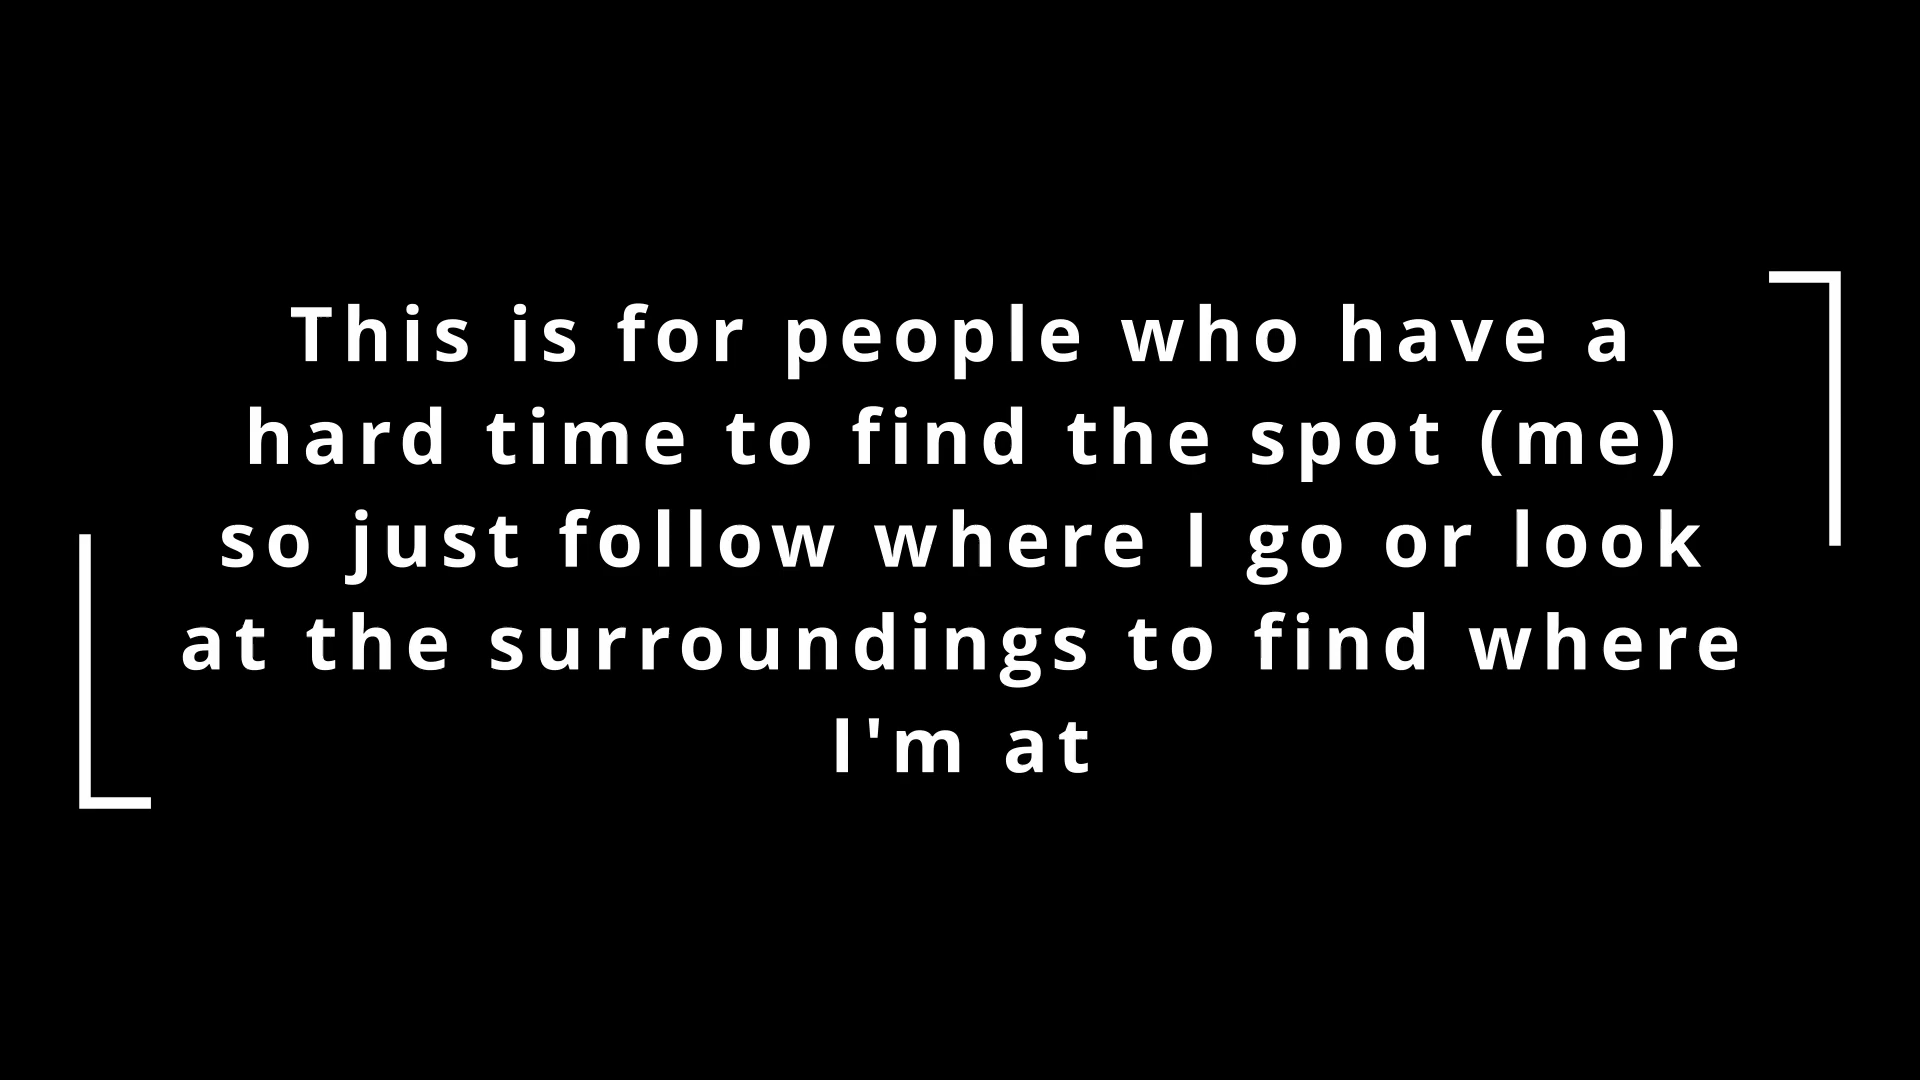 This is for people who have a
hard time to find the spot (me)
so just follow where I go or look
at the surroundings to find where
I'm at